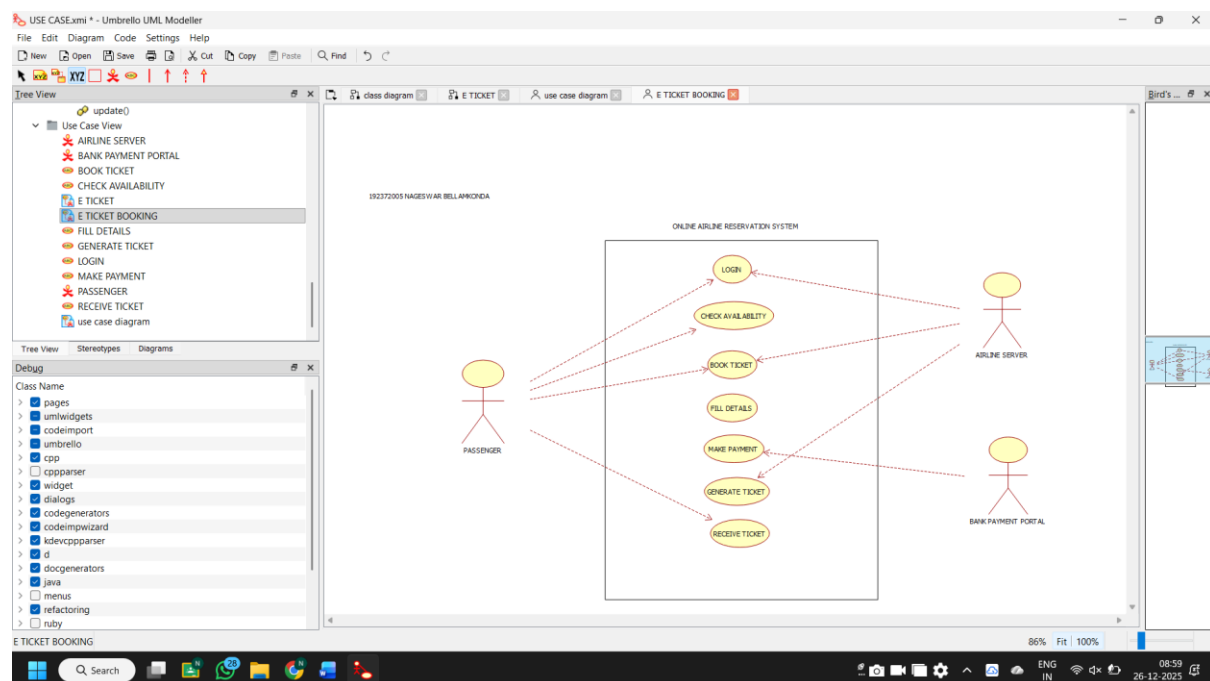 USE CASE.xmi * - Umbrello UML Modeller
File Edit Diagram Code Settings Help
New Open Save Cut Copy Paste Find
XYZ
Tree View
class diagram E TICKET use case diagram E TICKET BOOKING
Bird's ...
update()
Use Case View
AIRLINE SERVER
BANK PAYMENT PORTAL
BOOK TICKET
CHECK AVAILABILITY
E TICKET
E TICKET BOOKING
FILL DETAILS
GENERATE TICKET
LOGIN
MAKE PAYMENT
PASSENGER
RECEIVE TICKET
use case diagram
Tree View Stereotypes Diagrams
Debug
Class Name
pages
umlwidgets
codeimport
umbrello
cpp
cppparser
widget
dialogs
codegenerators
codeimpwizard
kdevcppparser
d
docgenerators
java
menus
refactoring
ruby
192372005 NAGESWAR BELLAMKONDA
ONLINE AIRLINE RESERVATION SYSTEM
LOGIN
CHECK AVAILABILITY
AIRLINE SERVER
BOOK TICKET
FILL DETAILS
PASSENGER
MAKE PAYMENT
GENERATE TICKET
BANK PAYMENT PORTAL
RECEIVE TICKET
E TICKET BOOKING
86% Fit 100%
Search
28
ENG
IN
08:59
26-12-2025